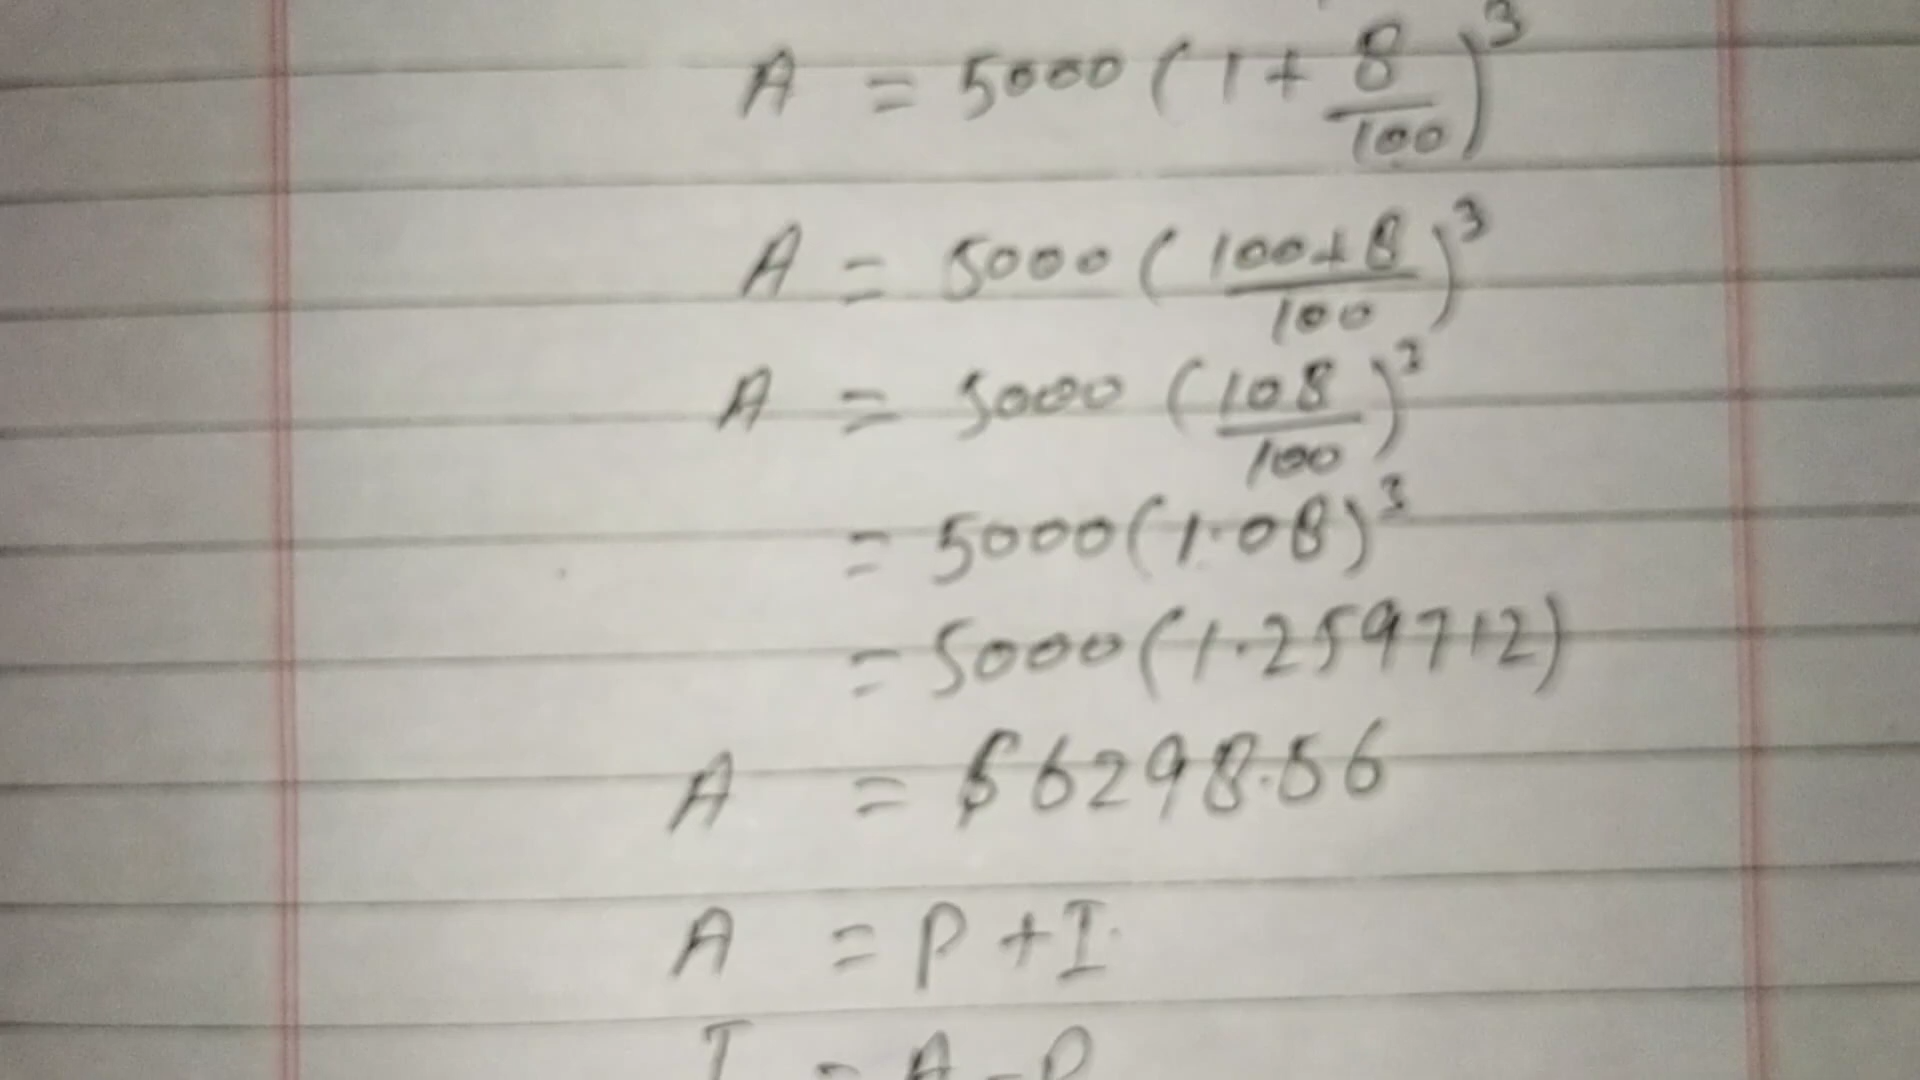 A = 5000 ( 1 + 8/100 )^3
A = 5000 ( 100+8/100 )^3
A = 5000 ( 108/100 )^3
= 5000 (1.08)^3
= 5000 (1.259712)
A = $6298.56
A = P + I
I = A - P